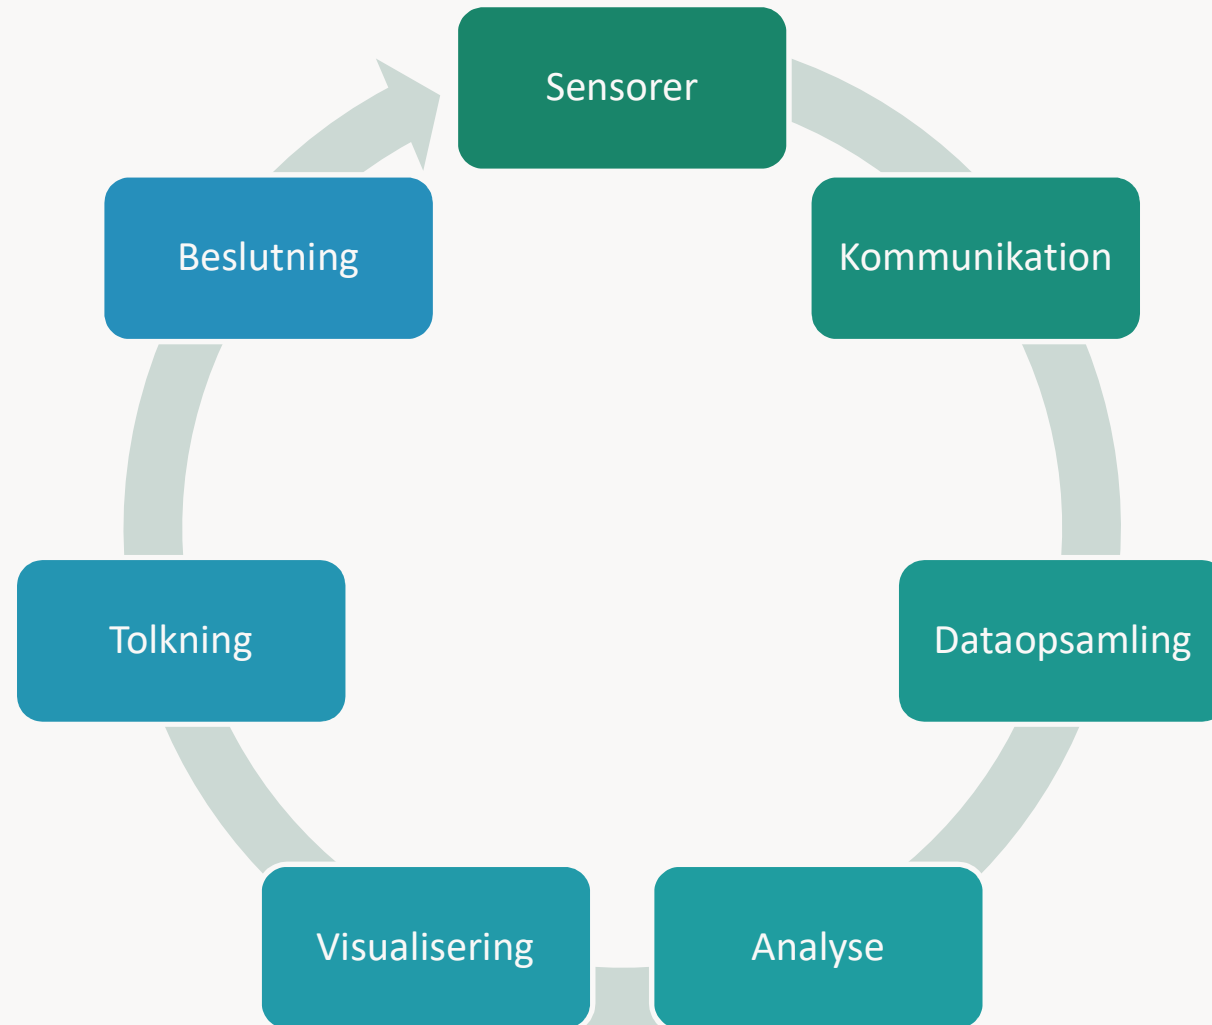 Sensorer
Kommunikation
Dataopsamling
Analyse
Visualisering
Tolkning
Beslutning